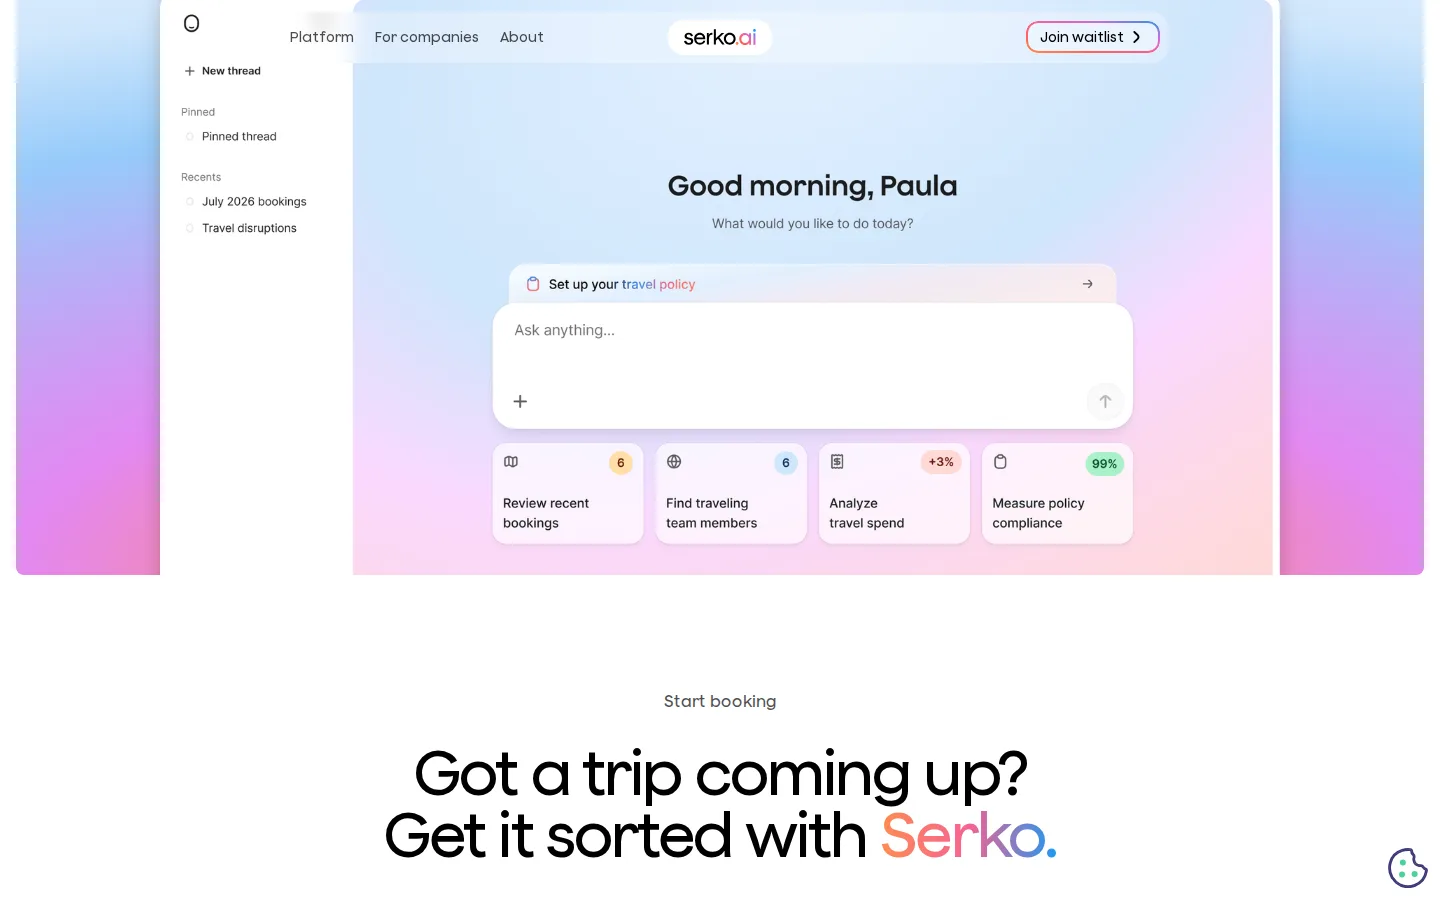 Platform
For companies
About
serko.ai
Join waitlist
New thread
Pinned
Pinned thread
Recents
July 2026 bookings
Travel disruptions
Good morning, Paula
What would you like to do today?
Set up your travel policy
Ask anything...
6
Review recent
bookings
6
Find traveling
team members
+3%
Analyze
travel spend
99%
Measure policy
compliance
Start booking
Got a trip coming up?
Get it sorted with Serko.